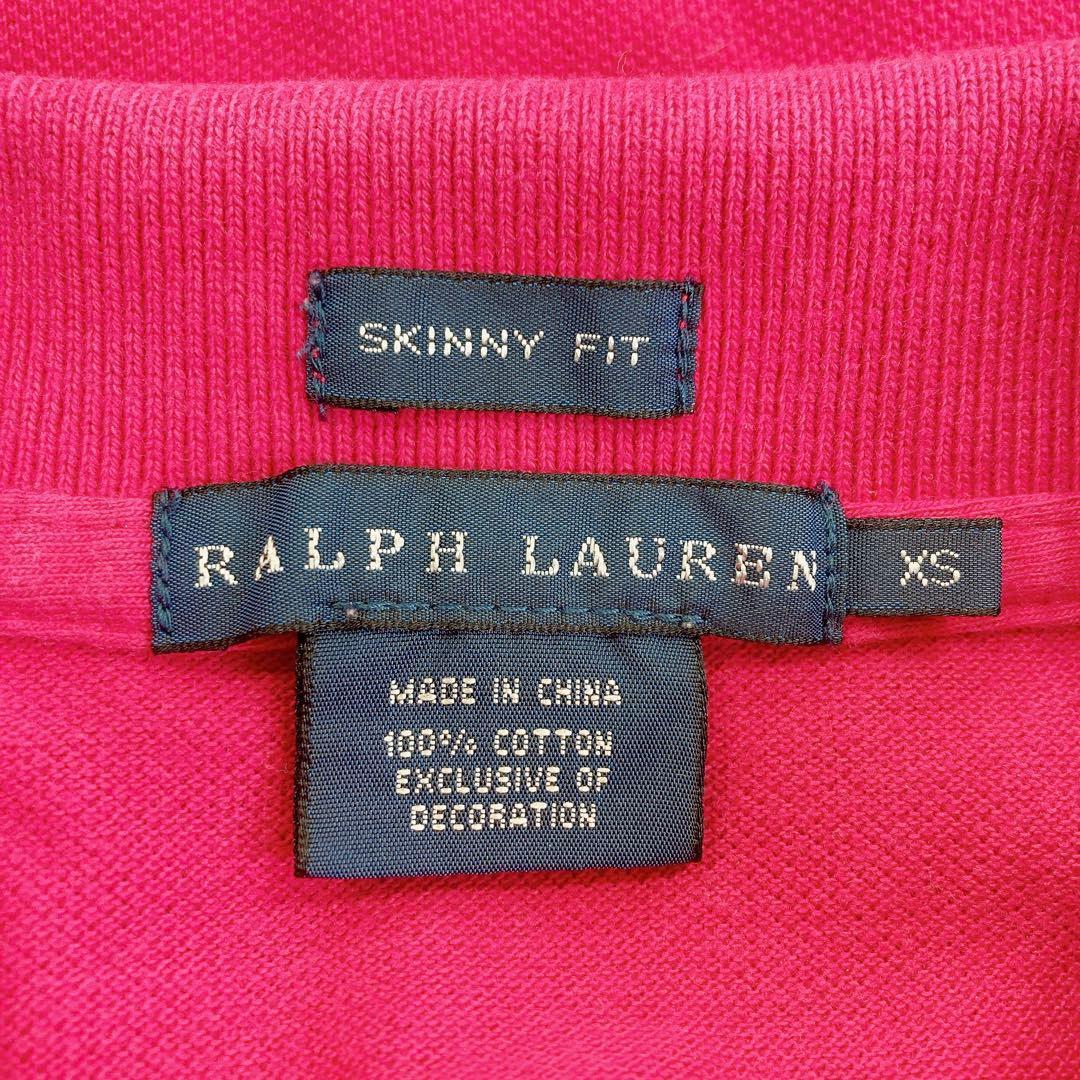 SKINNY FIT
RALPH LAUREN
XS
MADE IN CHINA
100% COTTON
EXCLUSIVE OF
DECORATION